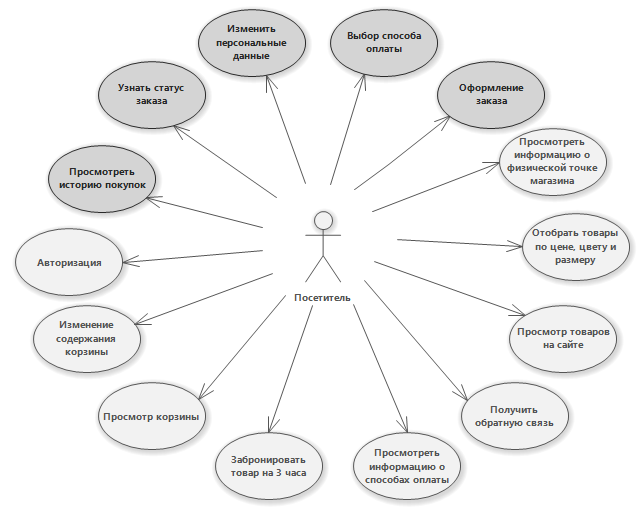 Изменить
персональные
данные
Выбор способа
оплаты
Узнать статус
заказа
Оформление
заказа
Просмотреть
историю покупок
Просмотреть
информацию о
физической точке
магазина
Авторизация
Отобрать товары
по цене, цвету и
размеру
Посетитель
Изменение
содержания
корзины
Просмотр товаров
на сайте
Просмотр корзины
Получить
обратную связь
Забронировать
товар на 3 часа
Просмотреть
информацию о
способах оплаты